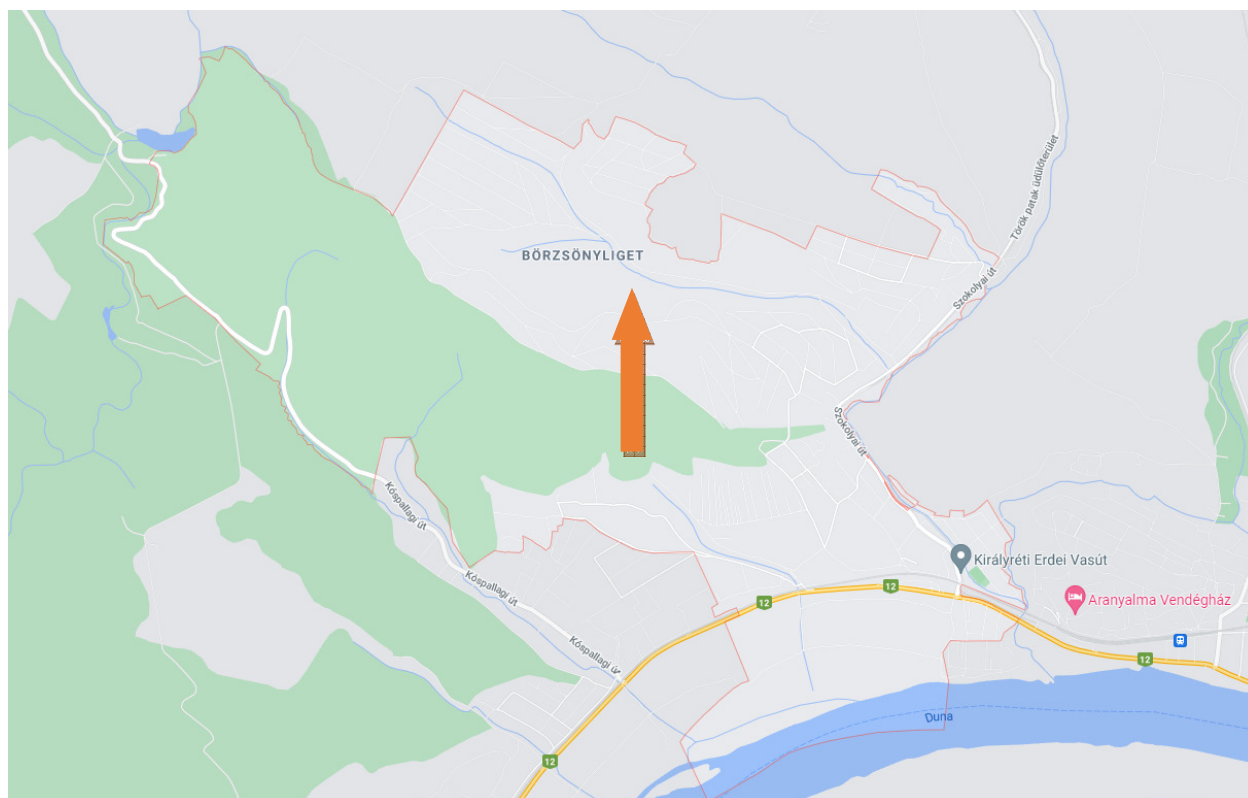 Török patak üdülőterület
BÖRZSÖNYLIGET
Szokolyai út
Szokolyai út
Kóspallagi út
Kóspallagi út
Kóspallagi út
Királyréti Erdei Vasút
12
12
Aranyalma Vendégház
12
Duna
12